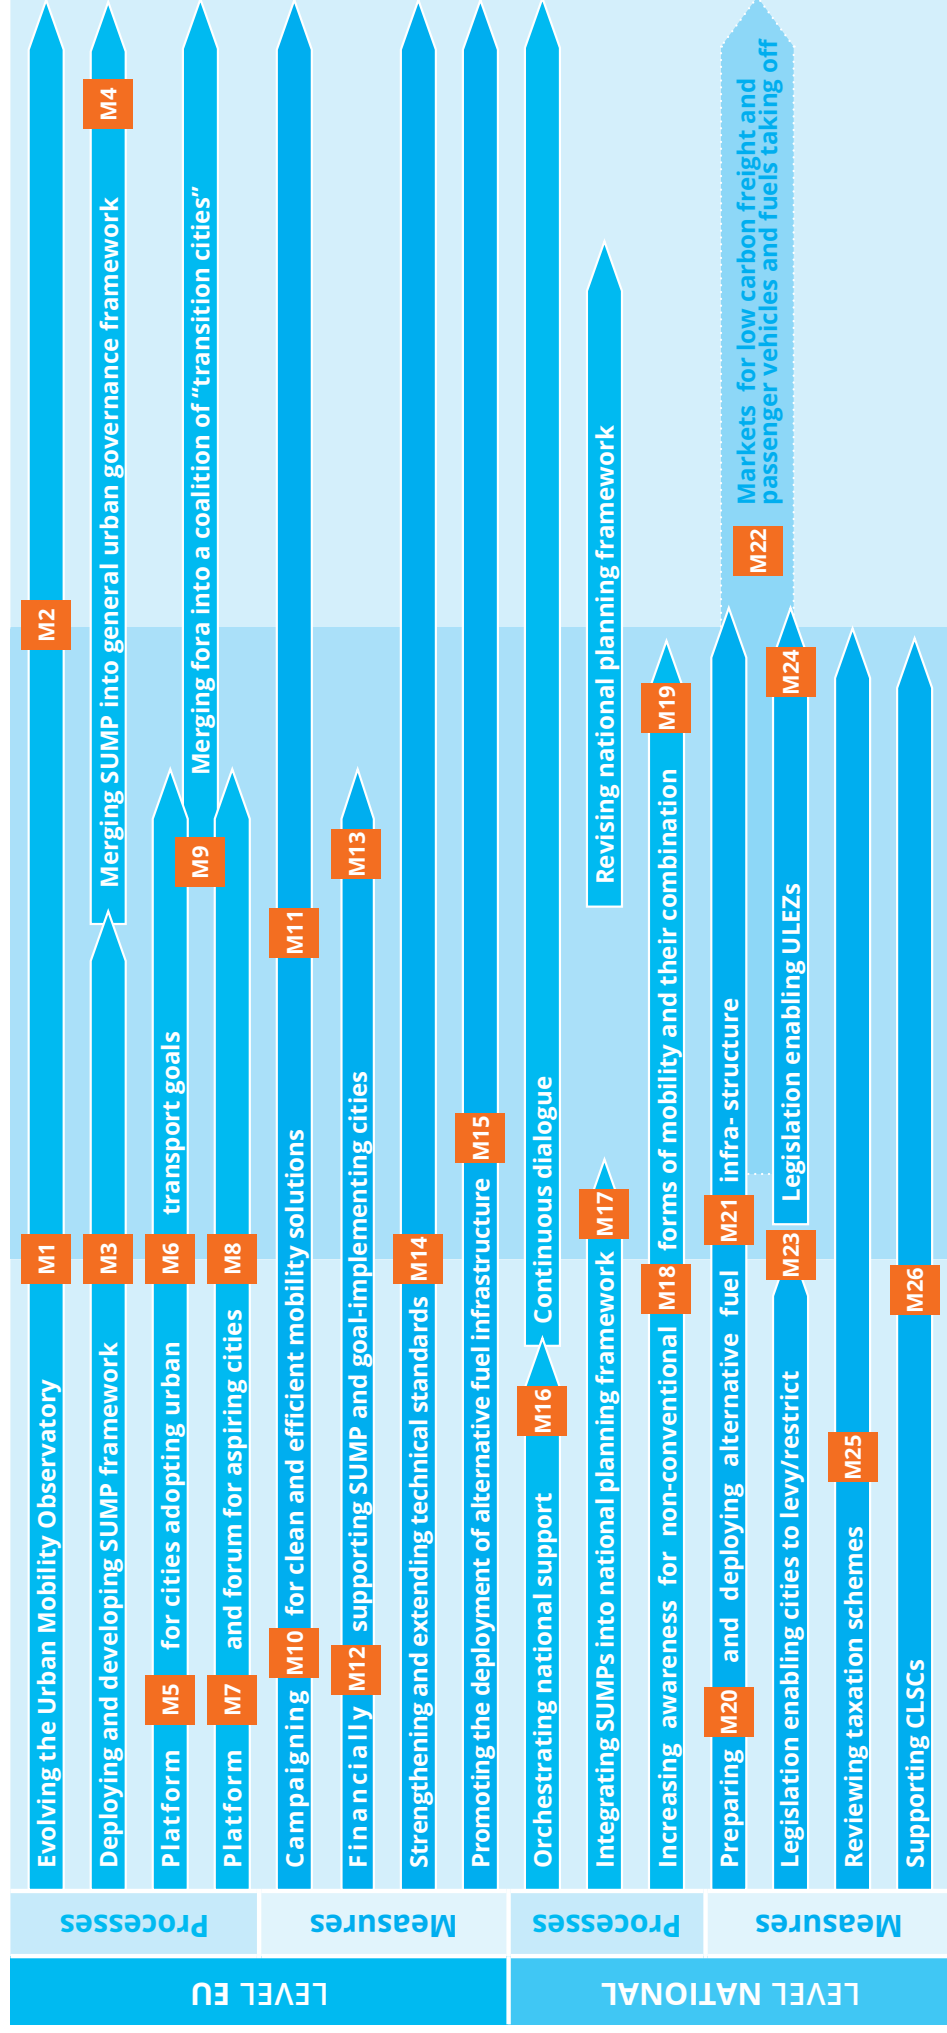 LEVEL EU
Processes
Evolving the Urban Mobility Observatory M1 M2
Deploying and developing SUMP framework M3 Merging SUMP into general urban governance framework M4
Platform M5 for cities adopting urban M6 transport goals
M9 Merging fora into a coalition of “transition cities”
Platform M7 and forum for aspiring cities M8
Measures
Campaigning M10 for clean and efficient mobility solutions M11
Financially M12 supporting SUMP and goal-implementing cities M13
Strengthening and extending technical standards M14
Promoting the deployment of alternative fuel infrastructure M15
LEVEL NATIONAL
Processes
Orchestrating national support M16 Continuous dialogue
Integrating SUMPs into national planning framework M17 Revising national planning framework
Increasing awareness for non-conventional M18 forms of mobility and their combination M19
Measures
Preparing M20 and deploying alternative fuel M21 infra- structure
M22 Markets for low carbon freight and
passenger vehicles and fuels taking off
Legislation enabling cities to levy/restrict M23 Legislation enabling ULEZs M24
Reviewing taxation schemes M25
Supporting CLSCs M26